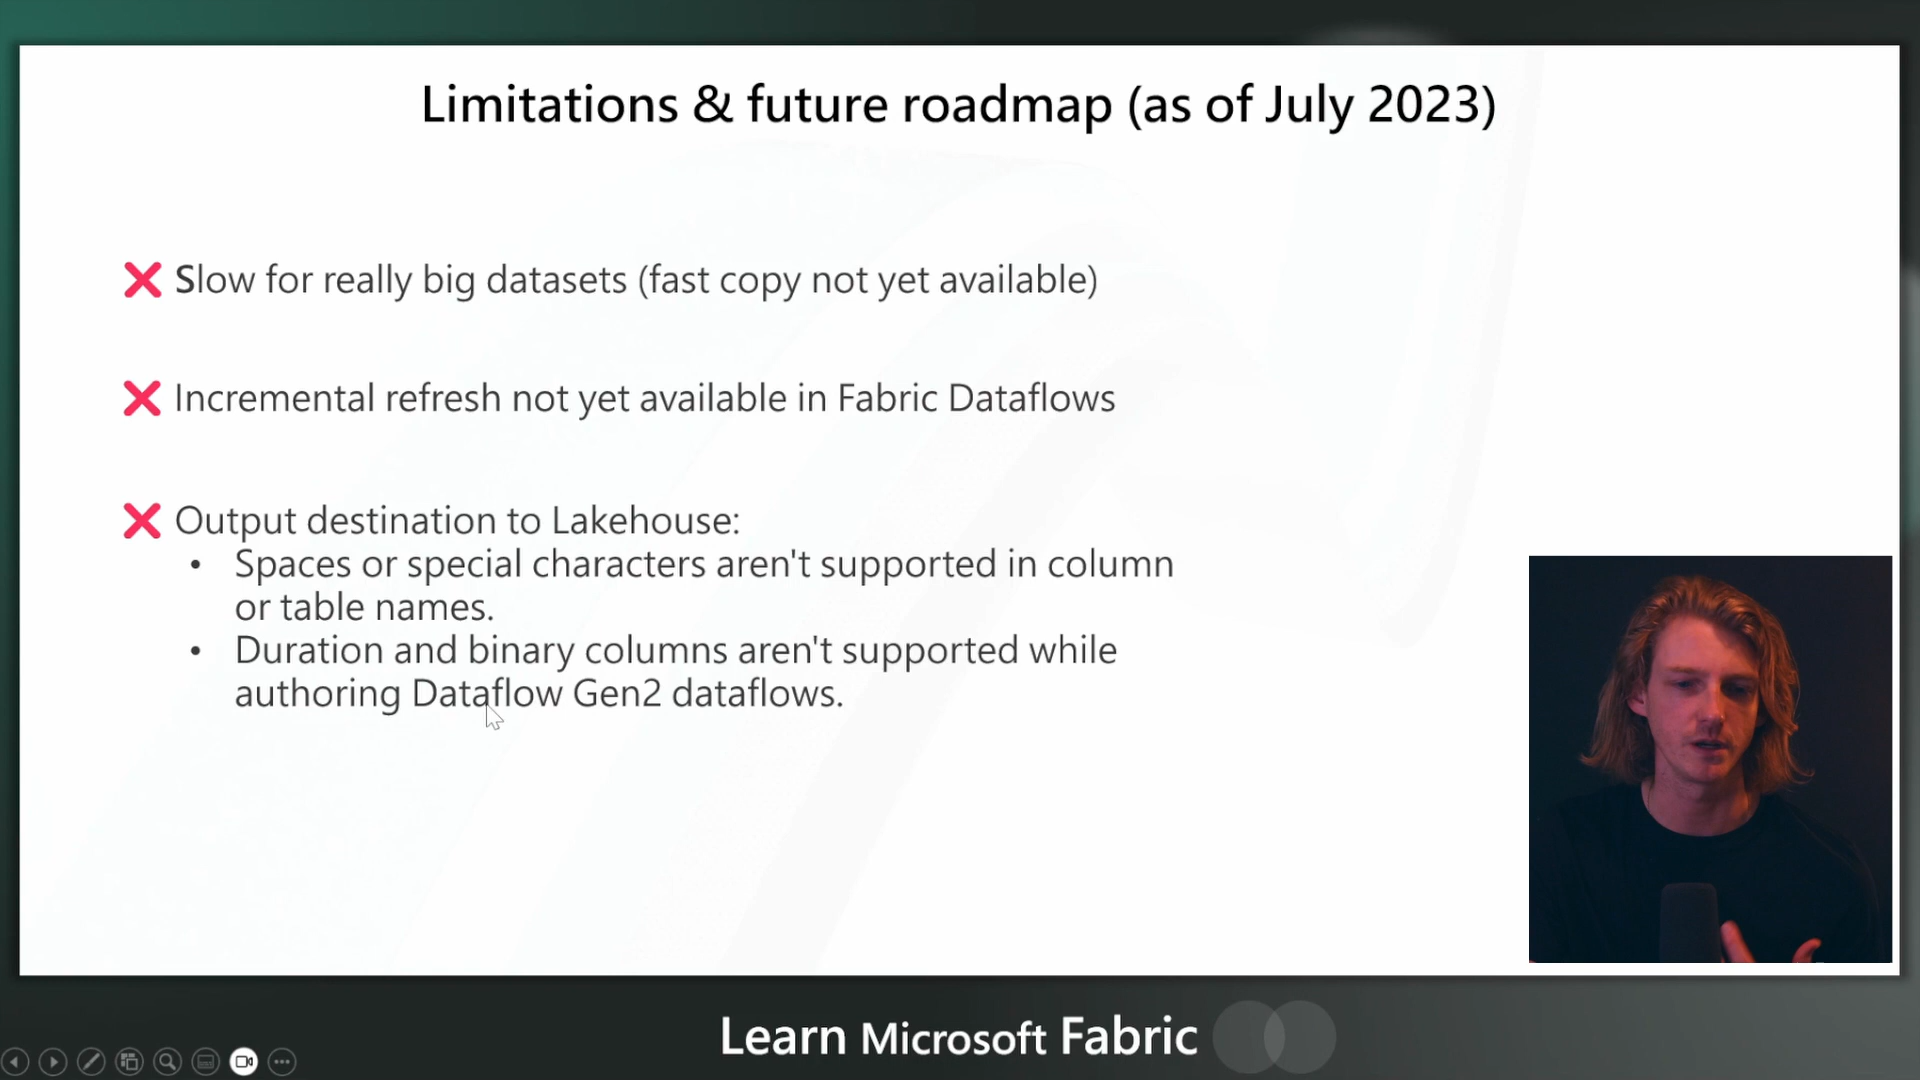 Limitations & future roadmap (as of July 2023)
Slow for really big datasets (fast copy not yet available)
Incremental refresh not yet available in Fabric Dataflows
Output destination to Lakehouse:
• Spaces or special characters aren't supported in column
or table names.
• Duration and binary columns aren't supported while
authoring Dataflow Gen2 dataflows.
Learn Microsoft Fabric